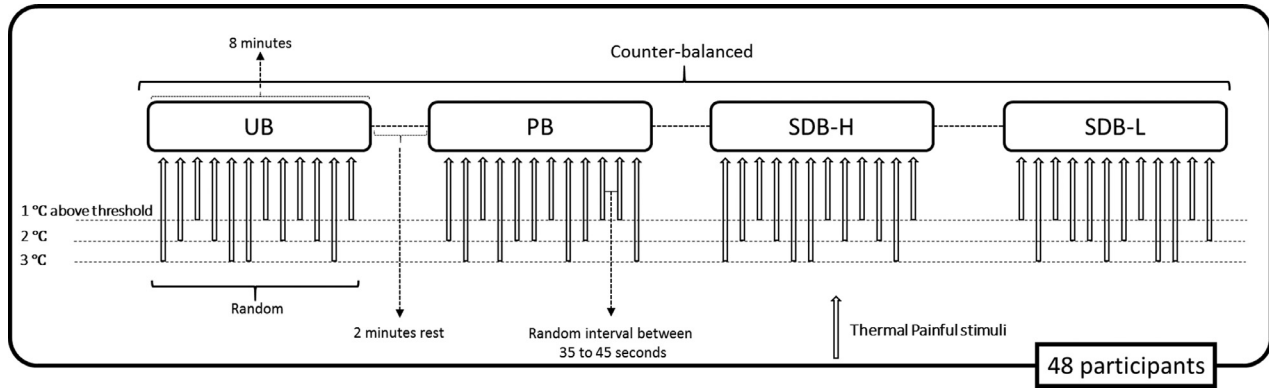 8 minutes
Counter-balanced
UB
PB
SDB-H
SDB-L
1 °C above threshold
2 °C
3 °C
Random
2 minutes rest
Random interval between
35 to 45 seconds
Thermal Painful stimuli
48 participants